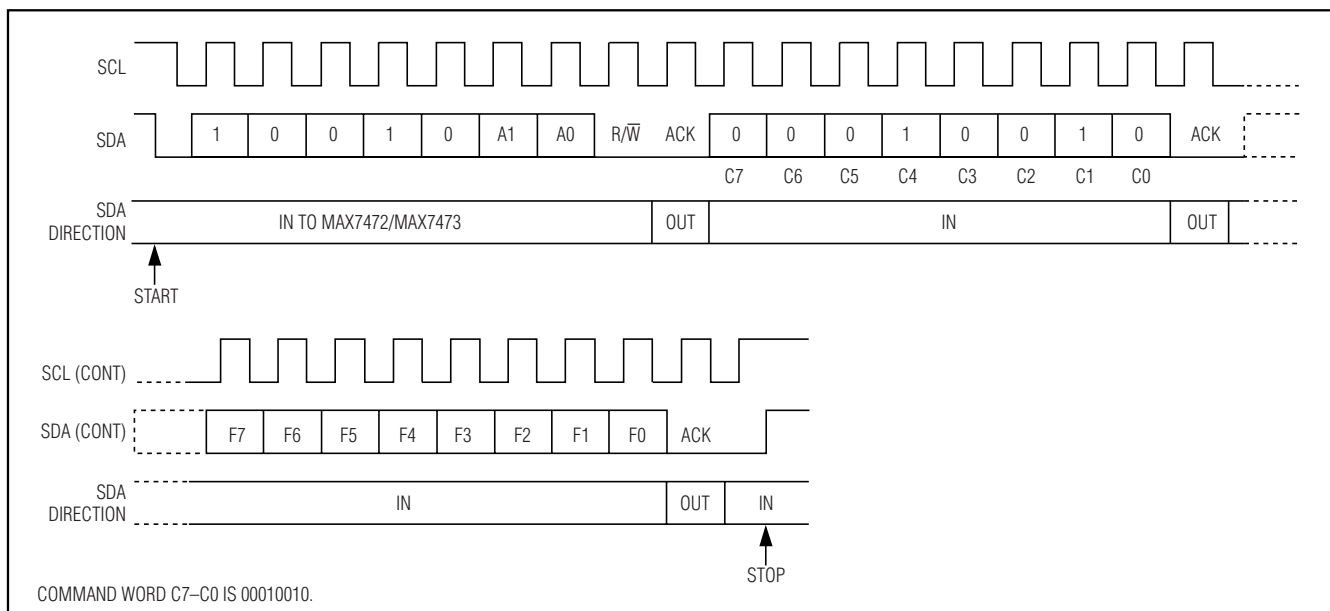 SCL
SDA 1 0 0 1 0 A1 A0 R/W̅ ACK 0 0 0 1 0 0 1 0 ACK
C7 C6 C5 C4 C3 C2 C1 C0
SDA
DIRECTION
IN TO MAX7472/MAX7473 OUT IN OUT
START
SCL (CONT)
SDA (CONT) F7 F6 F5 F4 F3 F2 F1 F0 ACK
SDA
DIRECTION
IN OUT IN
STOP
COMMAND WORD C7–C0 IS 00010010.